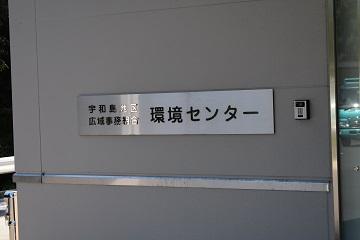 宇和島地区
広域事務組合
環境センター